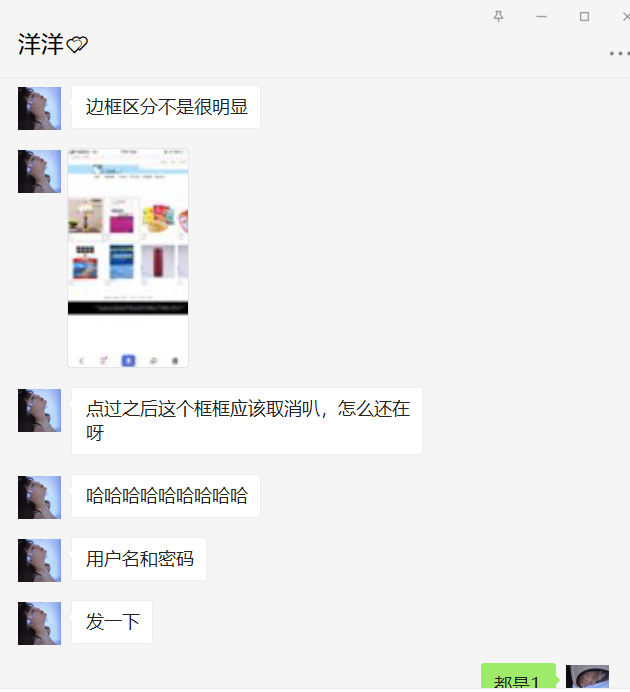 洋洋
边框区分不是很明显
点过之后这个框框应该取消叭，怎么还在
呀
哈哈哈哈哈哈哈哈哈
用户名和密码
发一下
都是1